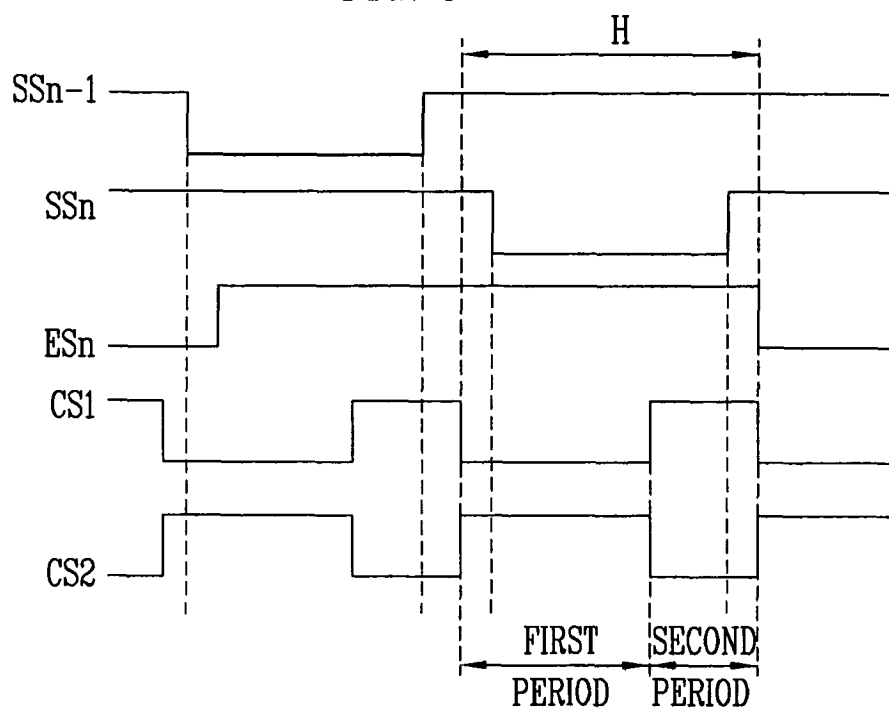 H
SSn-1
SSn
ESn
CS1
CS2
FIRST PERIOD
SECOND PERIOD